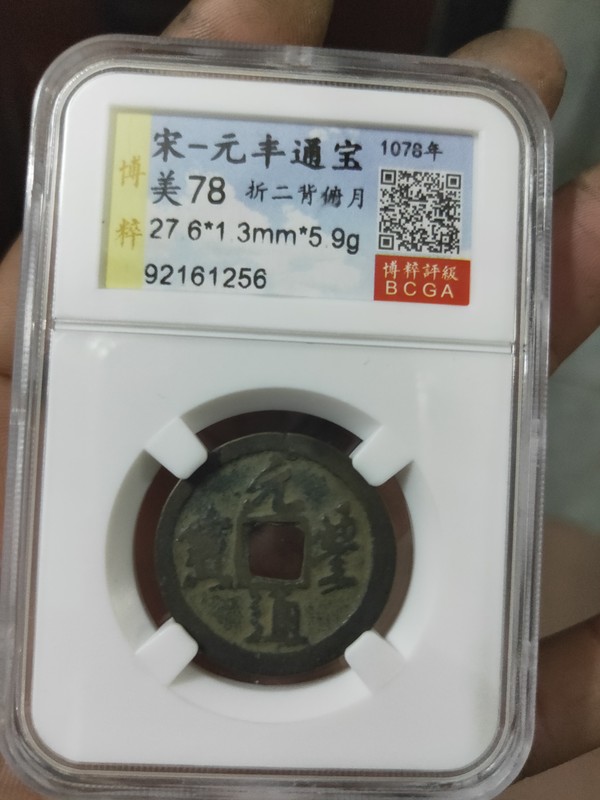 博粹
宋-元丰通宝 1078年
美78 折二背俯月
27.6*1.3mm*5.9g
92161256
博粹評級
BCGA
元豐通寶